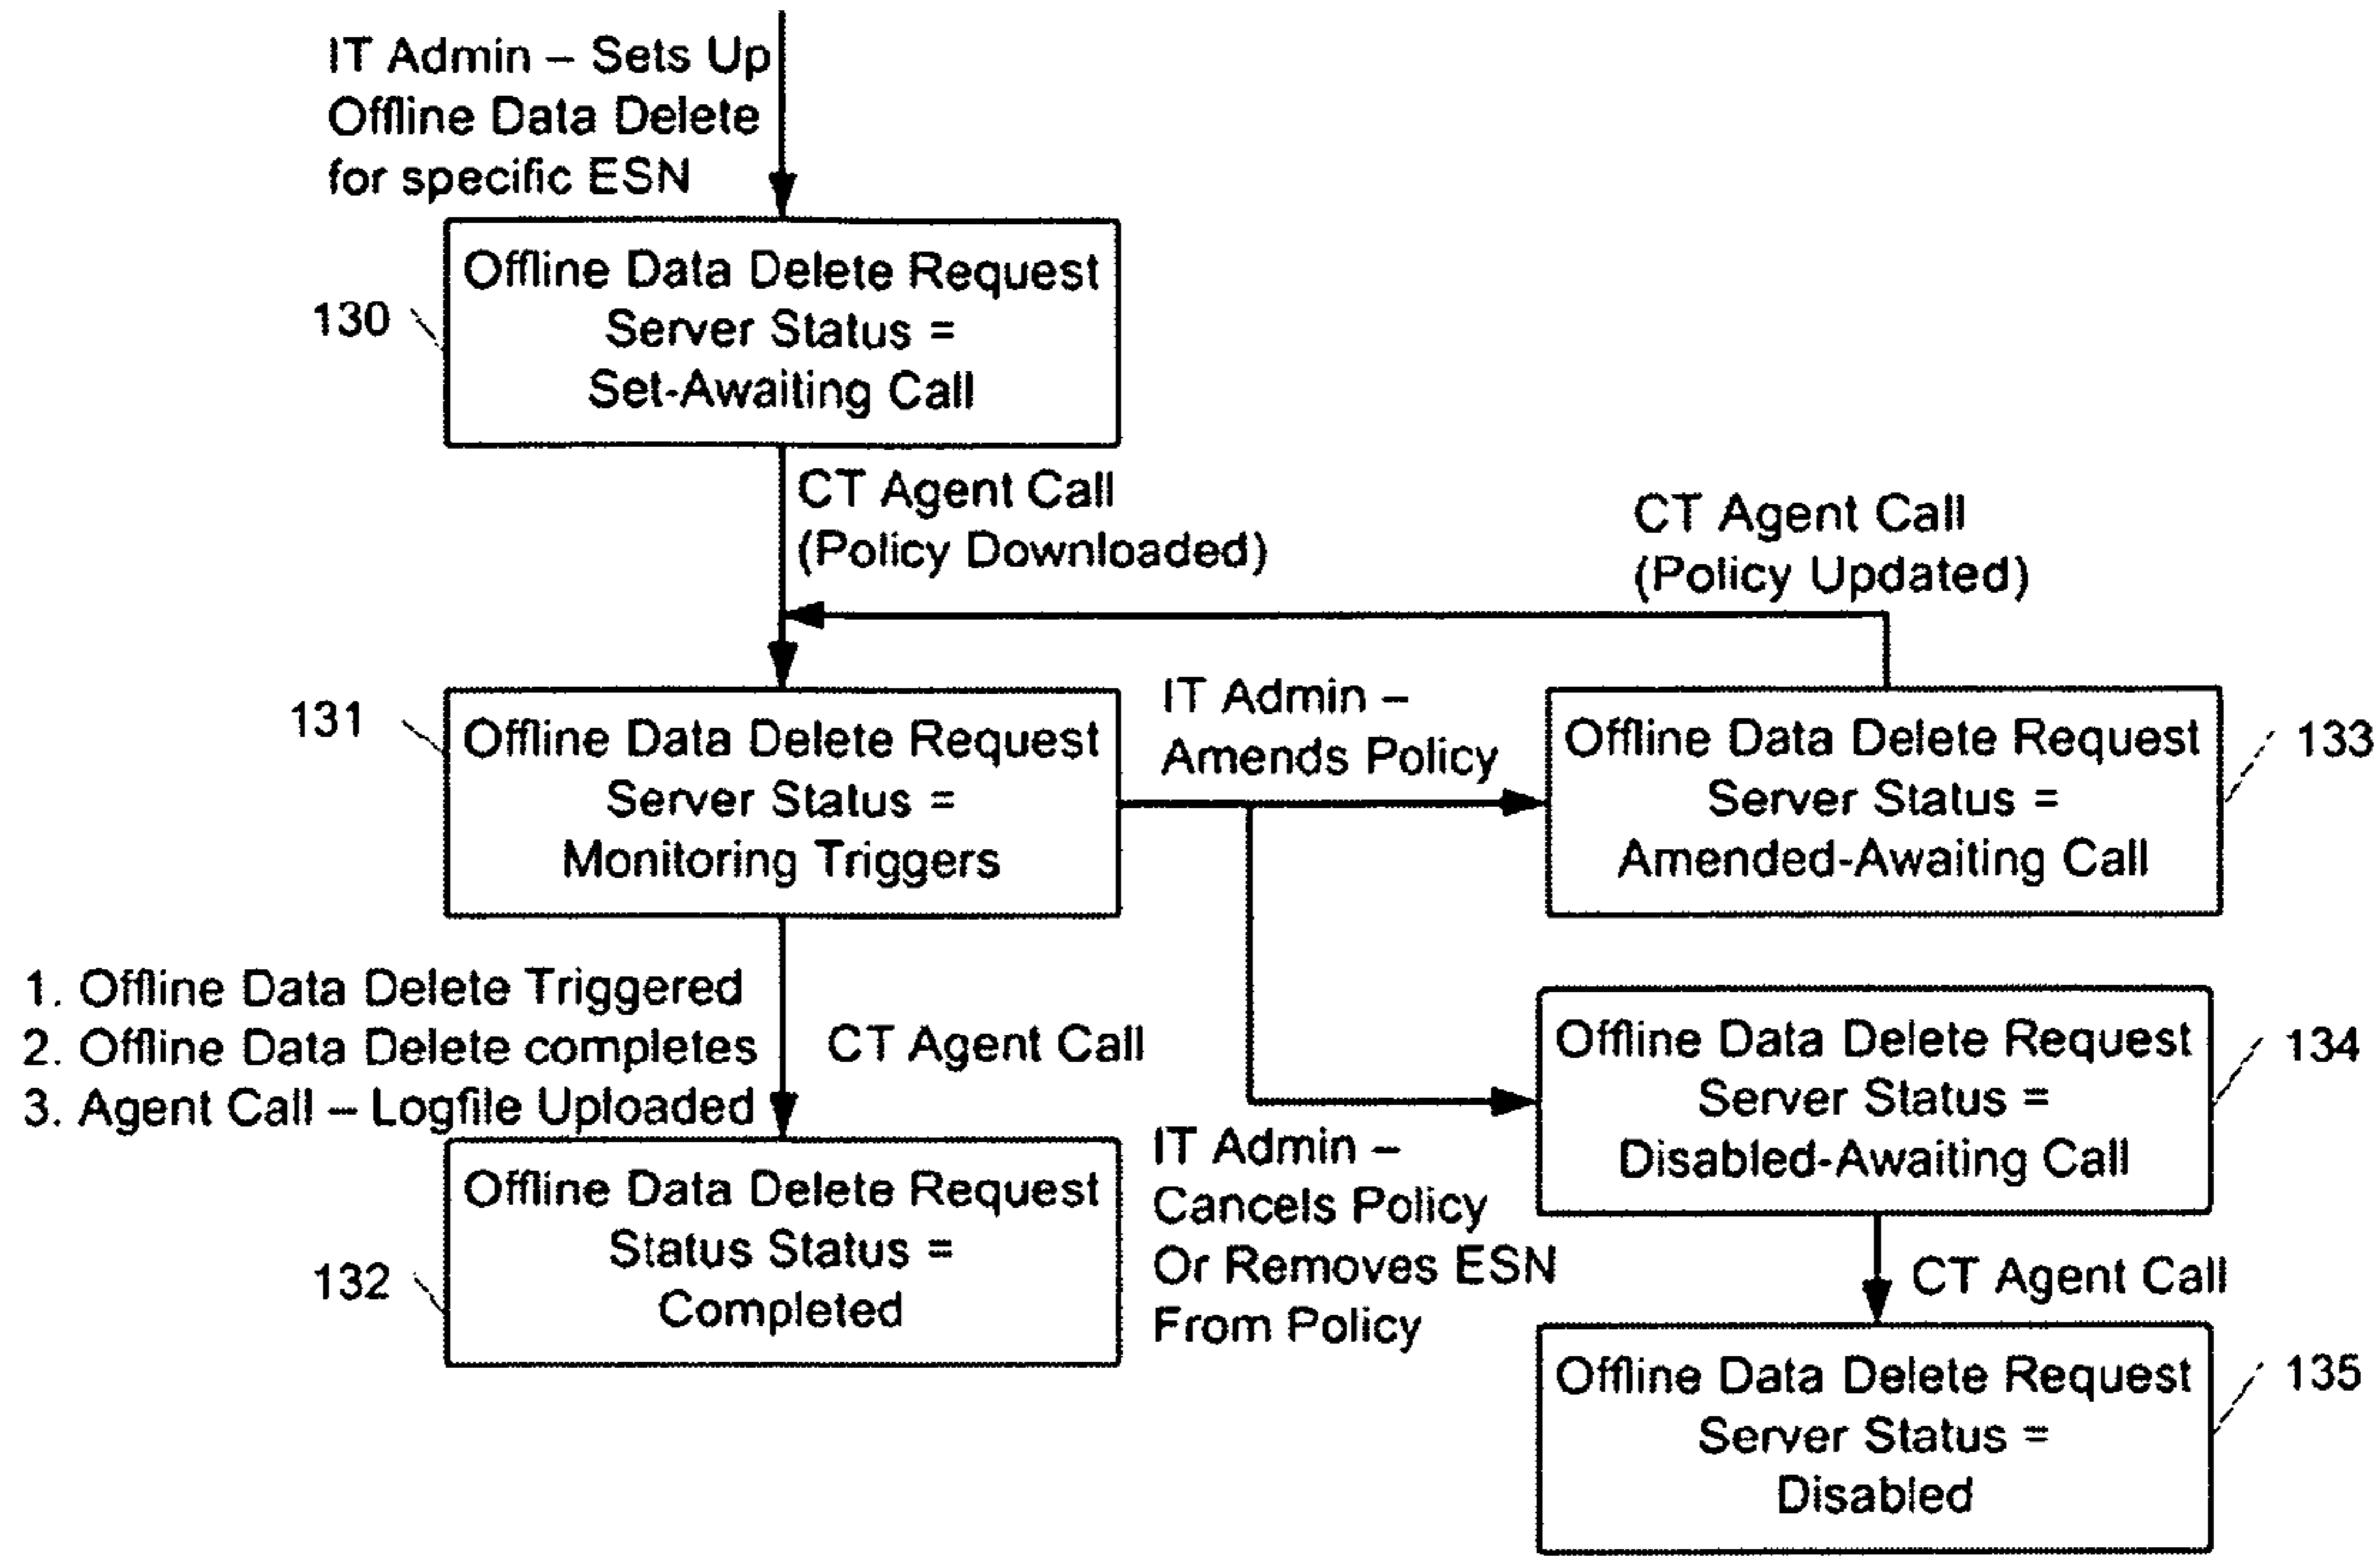 IT Admin – Sets Up
Offline Data Delete
for specific ESN
Offline Data Delete Request
Server Status =
Set-Awaiting Call
130
CT Agent Call
(Policy Downloaded)
CT Agent Call
(Policy Updated)
131
Offline Data Delete Request
Server Status =
Monitoring Triggers
IT Admin –
Amends Policy
Offline Data Delete Request
Server Status =
Amended-Awaiting Call
133
1. Offline Data Delete Triggered
2. Offline Data Delete completes
3. Agent Call – Logfile Uploaded
CT Agent Call
Offline Data Delete Request
Server Status =
Disabled-Awaiting Call
134
IT Admin –
Cancels Policy
Or Removes ESN
From Policy
Offline Data Delete Request
Status Status =
Completed
132
CT Agent Call
Offline Data Delete Request
Server Status =
Disabled
135